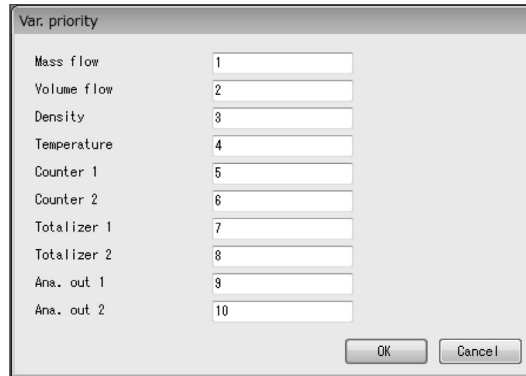 Var. priority
Mass flow 1
Volume flow 2
Density 3
Temperature 4
Counter 1 5
Counter 2 6
Totalizer 1 7
Totalizer 2 8
Ana. out 1 9
Ana. out 2 10
OK Cancel